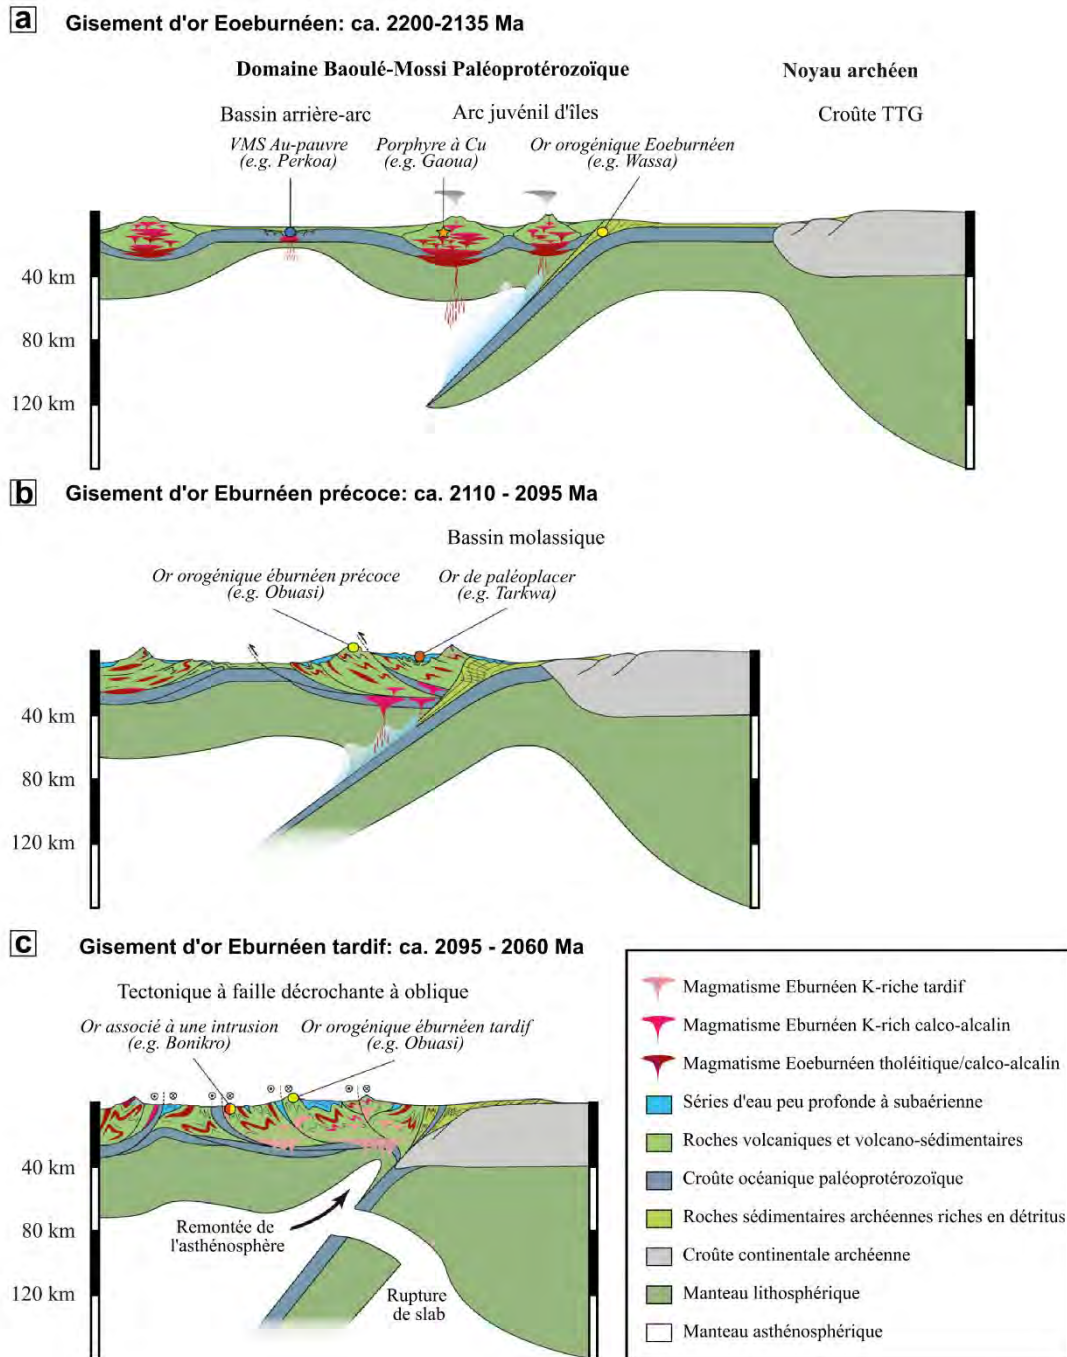 a Gisement d'or Eoeburnéen: ca. 2200-2135 Ma
Domaine Baoulé-Mossi Paléoprotérozoïque
Noyau archéen
Bassin arrière-arc
Arc juvénil d'îles
Croûte TTG
VMS Au-pauvre
(e.g. Perkoa)
Porphyre à Cu
(e.g. Gaoua)
Or orogénique Eoeburnéen
(e.g. Wassa)
40 km
80 km
120 km
b Gisement d'or Eburnéen précoce: ca. 2110 - 2095 Ma
Bassin molassique
Or orogénique éburnéen précoce
(e.g. Obuasi)
Or de paléoplacer
(e.g. Tarkwa)
40 km
80 km
120 km
c Gisement d'or Eburnéen tardif: ca. 2095 - 2060 Ma
Tectonique à faille décrochante à oblique
Or associé à une intrusion
(e.g. Bonikro)
Or orogénique éburnéen tardif
(e.g. Obuasi)
40 km
80 km
120 km
Remontée de
l'asthénosphère
Rupture
de slab
Magmatisme Eburnéen K-riche tardif
Magmatisme Eburnéen K-rich calco-alcalin
Magmatisme Eoeburnéen tholéitique/calco-alcalin
Séries d'eau peu profonde à subaérienne
Roches volcaniques et volcano-sédimentaires
Croûte océanique paléoprotérozoïque
Roches sédimentaires archéennes riches en détritus
Croûte continentale archéenne
Manteau lithosphérique
Manteau asthénosphérique